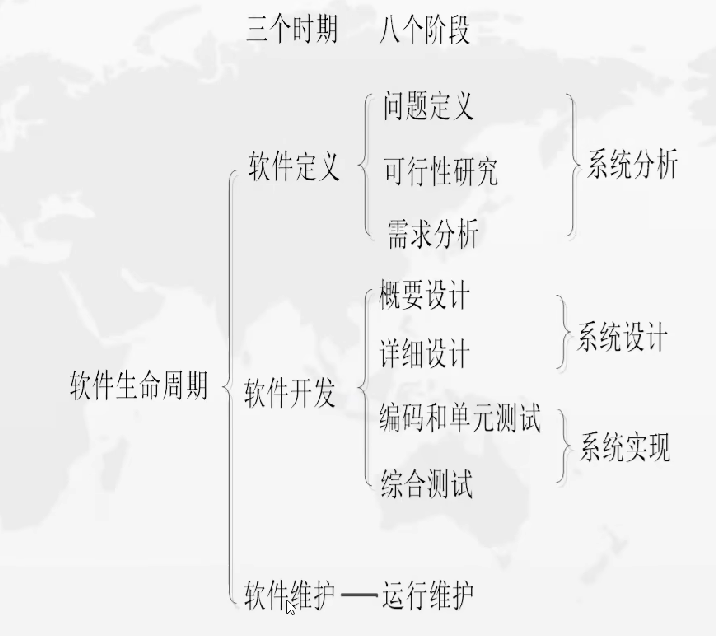 三个时期 八个阶段
问题定义
软件定义 可行性研究 系统分析
需求分析
概要设计
系统设计
详细设计
软件生命周期 软件开发
编码和单元测试
系统实现
综合测试
软件维护 运行维护